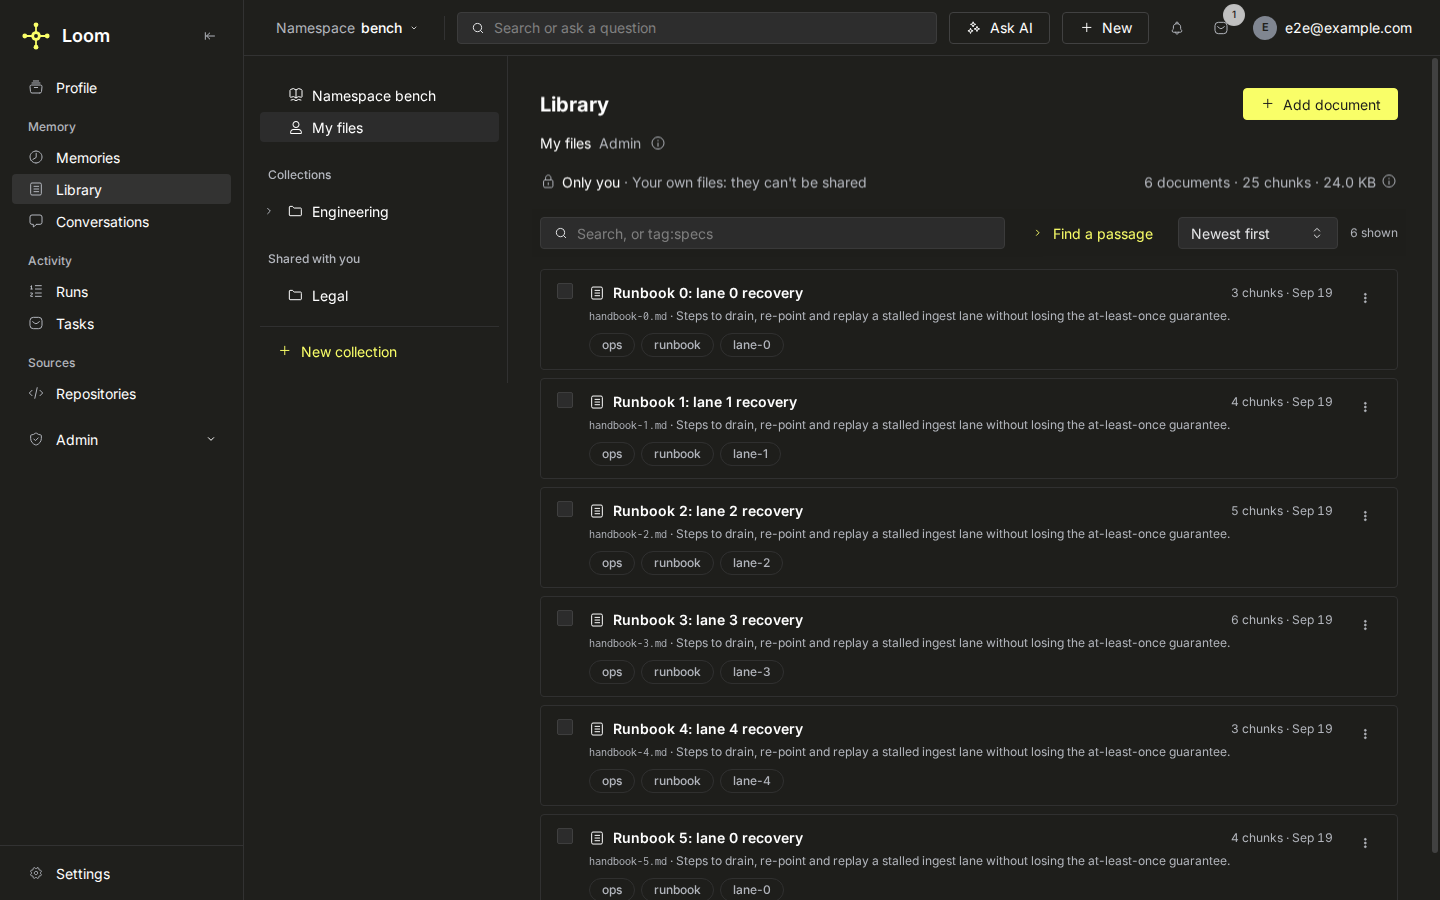 Loom
Profile
Memory
Memories
Library
Conversations
Activity
Runs
Tasks
Sources
Repositories
Admin
Settings
Namespace bench
Search or ask a question
Ask AI
New
1
E
e2e@example.com
Namespace bench
My files
Collections
Engineering
Shared with you
Legal
New collection
Library
Add document
My files Admin
Only you · Your own files: they can't be shared
6 documents · 25 chunks · 24.0 KB
Search, or tag:specs
Find a passage
Newest first
6 shown
Runbook 0: lane 0 recovery
3 chunks · Sep 19
handbook-0.md · Steps to drain, re-point and replay a stalled ingest lane without losing the at-least-once guarantee.
ops runbook lane-0
Runbook 1: lane 1 recovery
4 chunks · Sep 19
handbook-1.md · Steps to drain, re-point and replay a stalled ingest lane without losing the at-least-once guarantee.
ops runbook lane-1
Runbook 2: lane 2 recovery
5 chunks · Sep 19
handbook-2.md · Steps to drain, re-point and replay a stalled ingest lane without losing the at-least-once guarantee.
ops runbook lane-2
Runbook 3: lane 3 recovery
6 chunks · Sep 19
handbook-3.md · Steps to drain, re-point and replay a stalled ingest lane without losing the at-least-once guarantee.
ops runbook lane-3
Runbook 4: lane 4 recovery
3 chunks · Sep 19
handbook-4.md · Steps to drain, re-point and replay a stalled ingest lane without losing the at-least-once guarantee.
ops runbook lane-4
Runbook 5: lane 0 recovery
4 chunks · Sep 19
handbook-5.md · Steps to drain, re-point and replay a stalled ingest lane without losing the at-least-once guarantee.
ops runbook lane-0